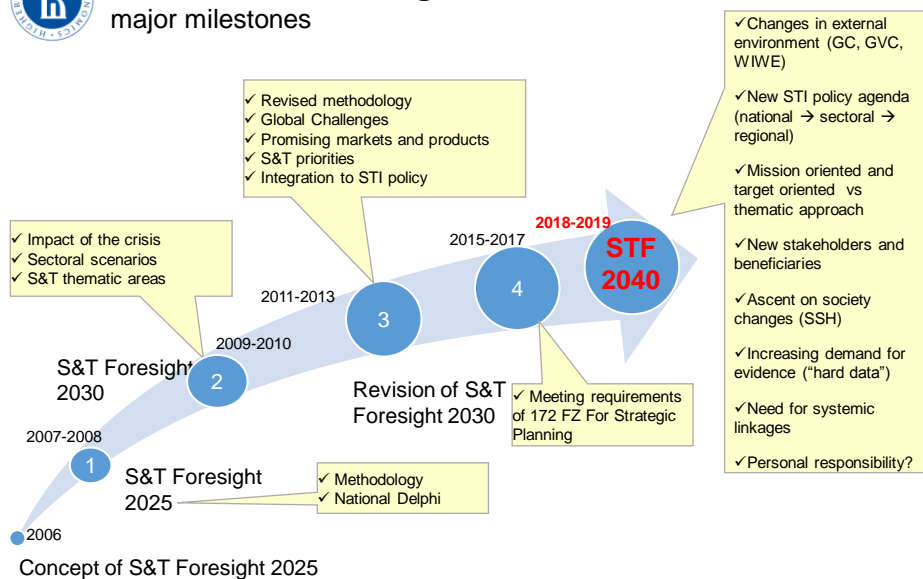 major milestones
ECONOMICS · HIGHER
✓Changes in external
environment (GC, GVC,
WIWE)
✓New STI policy agenda
(national → sectoral →
regional)
✓Mission oriented and
target oriented vs
thematic approach
✓New stakeholders and
beneficiaries
✓Ascent on society
changes (SSH)
✓Increasing demand for
evidence (“hard data”)
✓Need for systemic
linkages
✓Personal responsibility?
✓ Revised methodology
✓ Global Challenges
✓ Promising markets and products
✓ S&T priorities
✓ Integration to STI policy
✓ Impact of the crisis
✓ Sectoral scenarios
✓ S&T thematic areas
2018-2019
STF
2040
2015-2017
4
2011-2013
3
2009-2010
S&T Foresight
2030
2
Revision of S&T
Foresight 2030
✓ Meeting requirements
of 172 FZ For Strategic
Planning
2007-2008
1
S&T Foresight
2025
✓ Methodology
✓ National Delphi
2006
Concept of S&T Foresight 2025